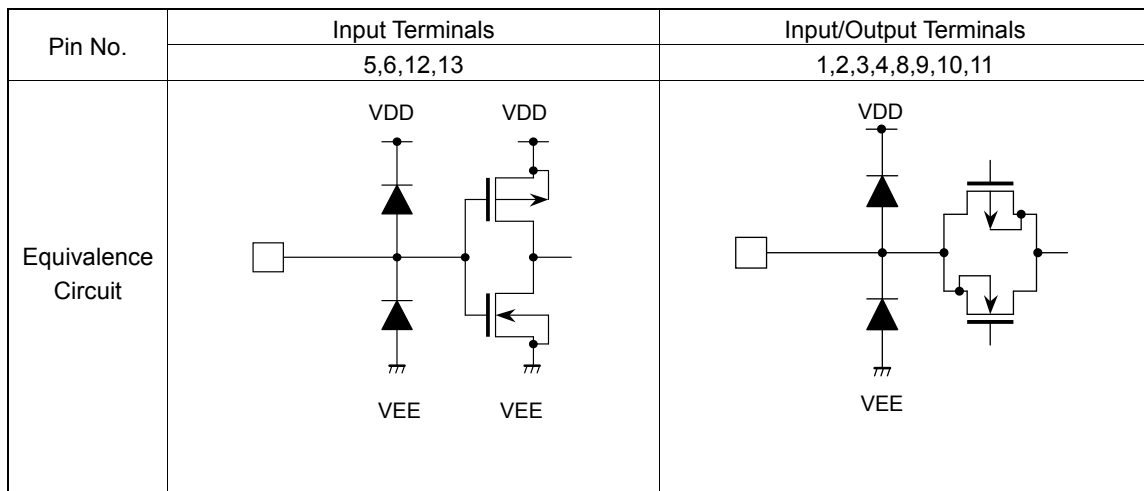 Pin No.
Input Terminals
Input/Output Terminals
5,6,12,13
1,2,3,4,8,9,10,11
Equivalence
Circuit
VDD
VDD
VEE
VEE
VDD
VEE